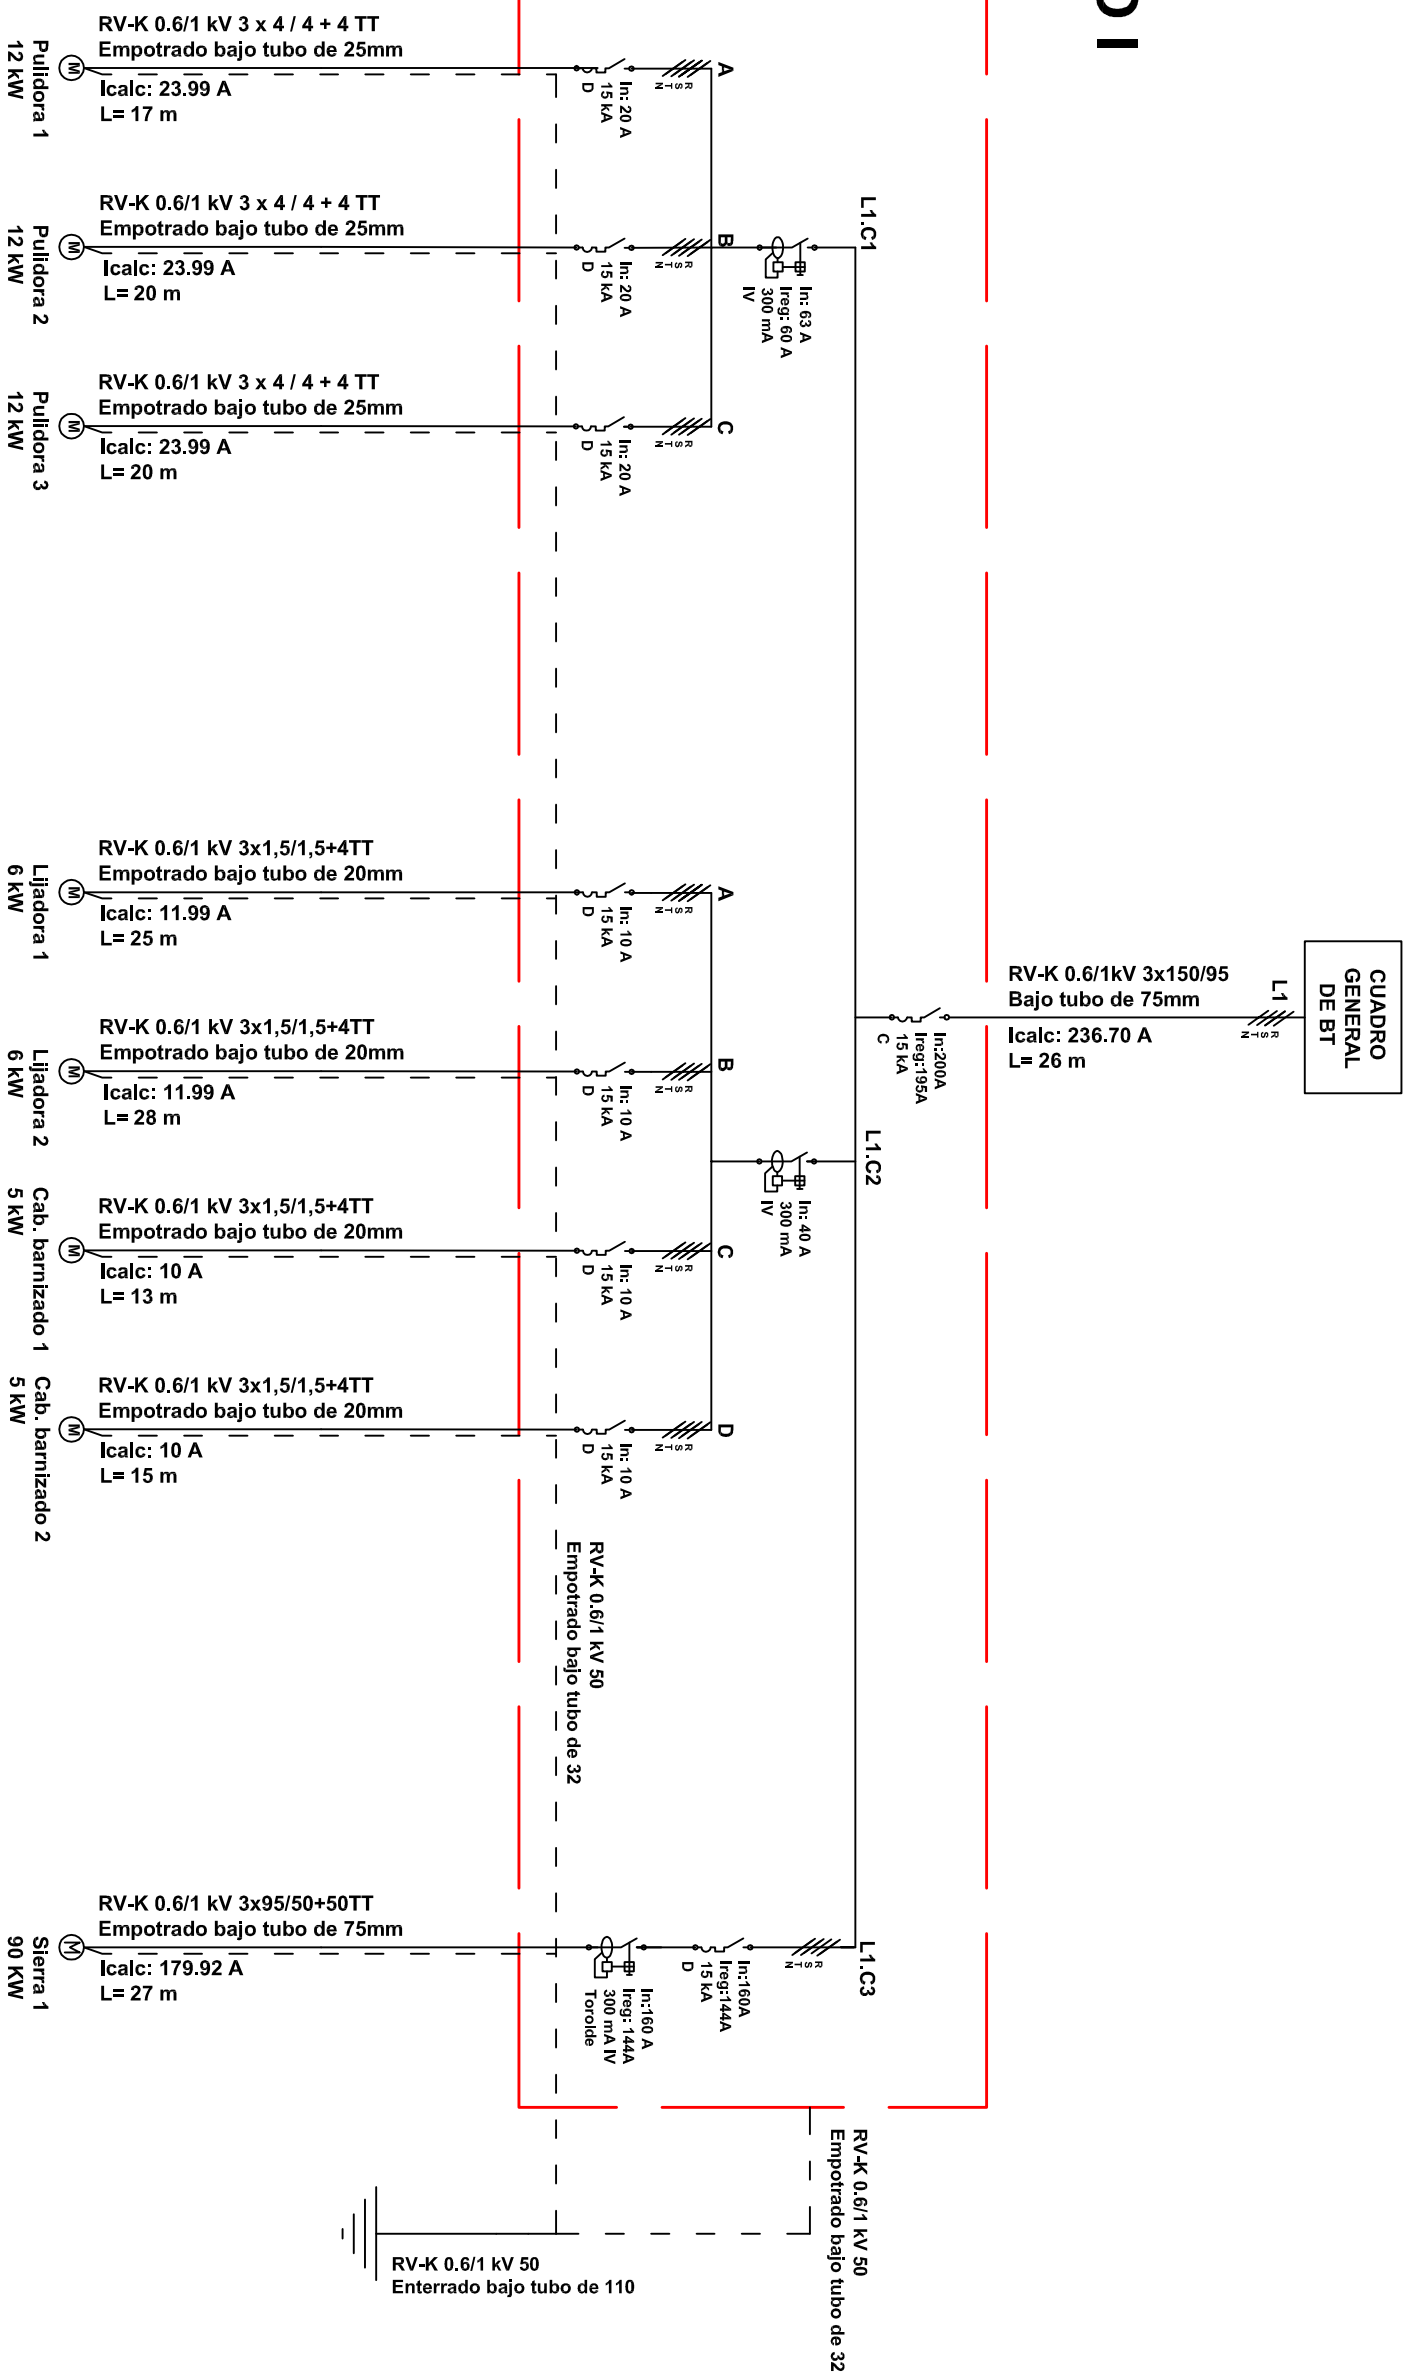 CUADRO
GENERAL
DE BT
L1
R
S
T
N
RV-K 0.6/1kV 3x150/95
Bajo tubo de 75mm
Icalc: 236.70 A
L= 26 m
In:200A
Ireg:195A
15 kA
C
L1.C1
In: 63 A
Ireg: 60 A
300 mA
IV
A
R
S
T
N
In: 20 A
15 kA
D
RV-K 0.6/1 kV 3 x 4 / 4 + 4 TT
Empotrado bajo tubo de 25mm
Icalc: 23.99 A
L= 17 m
Pulidora 1
12 kW
B
R
S
T
N
In: 20 A
15 kA
D
RV-K 0.6/1 kV 3 x 4 / 4 + 4 TT
Empotrado bajo tubo de 25mm
Icalc: 23.99 A
L= 20 m
Pulidora 2
12 kW
C
R
S
T
N
In: 20 A
15 kA
D
RV-K 0.6/1 kV 3 x 4 / 4 + 4 TT
Empotrado bajo tubo de 25mm
Icalc: 23.99 A
L= 20 m
Pulidora 3
12 kW
M
M
M
L1.C2
In: 40 A
300 mA
IV
A
R
S
T
N
In: 10 A
15 kA
D
RV-K 0.6/1 kV 3x1,5/1,5+4TT
Empotrado bajo tubo de 20mm
Icalc: 11.99 A
L= 25 m
M
Lijadora 1
6 kW
B
R
S
T
N
In: 10 A
15 kA
D
RV-K 0.6/1 kV 3x1,5/1,5+4TT
Empotrado bajo tubo de 20mm
Icalc: 11.99 A
L= 28 m
M
Lijadora 2
6 kW
C
R
S
T
N
In: 10 A
15 kA
D
RV-K 0.6/1 kV 3x1,5/1,5+4TT
Empotrado bajo tubo de 20mm
Icalc: 10 A
L= 13 m
M
Cab. barnizado 1
5 kW
D
R
S
T
N
In: 10 A
15 kA
D
RV-K 0.6/1 kV 3x1,5/1,5+4TT
Empotrado bajo tubo de 20mm
Icalc: 10 A
L= 15 m
M
Cab. barnizado 2
5 kW
RV-K 0.6/1 kV 50
Empotrado bajo tubo de 32
L1.C3
R
S
T
N
In:160A
Ireg:144A
15 kA
D
In:160 A
Ireg: 144A
300 mA IV
Toroide
RV-K 0.6/1 kV 3x95/50+50TT
Empotrado bajo tubo de 75mm
Icalc: 179.92 A
L= 27 m
M
Sierra 1
90 KW
RV-K 0.6/1 kV 50
Empotrado bajo tubo de 32
RV-K 0.6/1 kV 50
Enterrado bajo tubo de 110